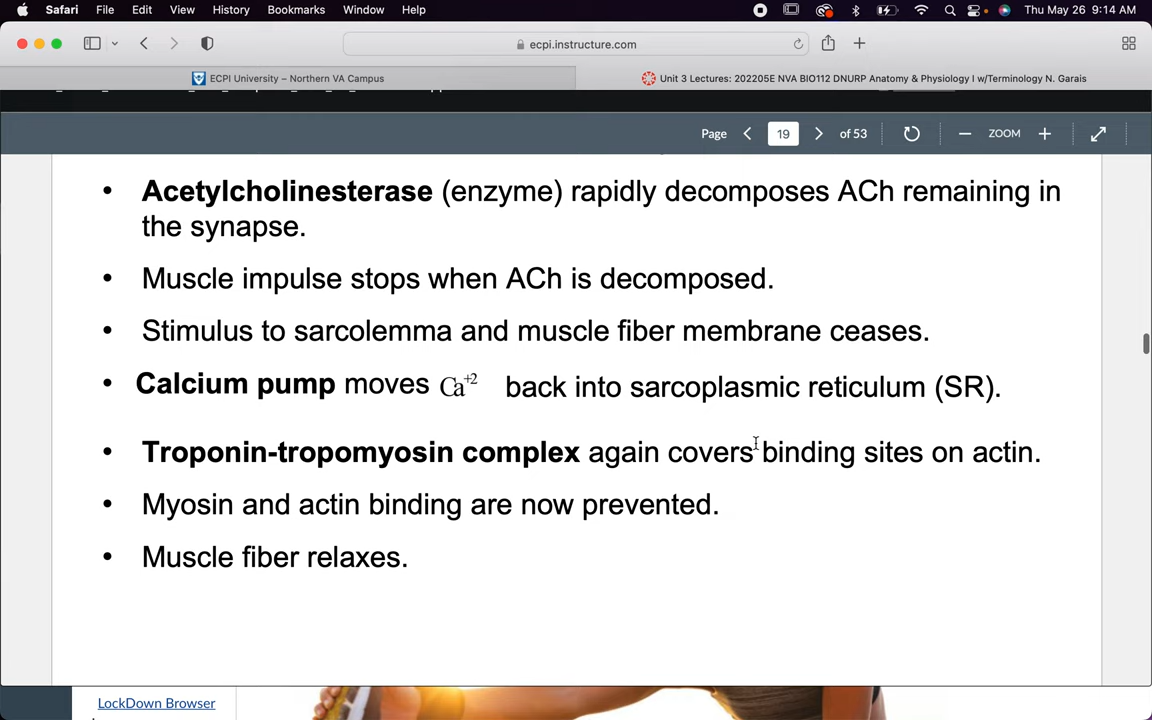 Safari File Edit View History Bookmarks Window Help Thu May 26 9:14 AM
ecpi.instructure.com
ECPI University – Northern VA Campus
Unit 3 Lectures: 202205E NVA BIO112 DNURP Anatomy & Physiology I w/Terminology N. Garais
Page 19 of 53 ZOOM
• Acetylcholinesterase (enzyme) rapidly decomposes ACh remaining in
the synapse.
• Muscle impulse stops when ACh is decomposed.
• Stimulus to sarcolemma and muscle fiber membrane ceases.
• Calcium pump moves Ca⁺² back into sarcoplasmic reticulum (SR).
• Troponin-tropomyosin complex again covers binding sites on actin.
• Myosin and actin binding are now prevented.
• Muscle fiber relaxes.
LockDown Browser